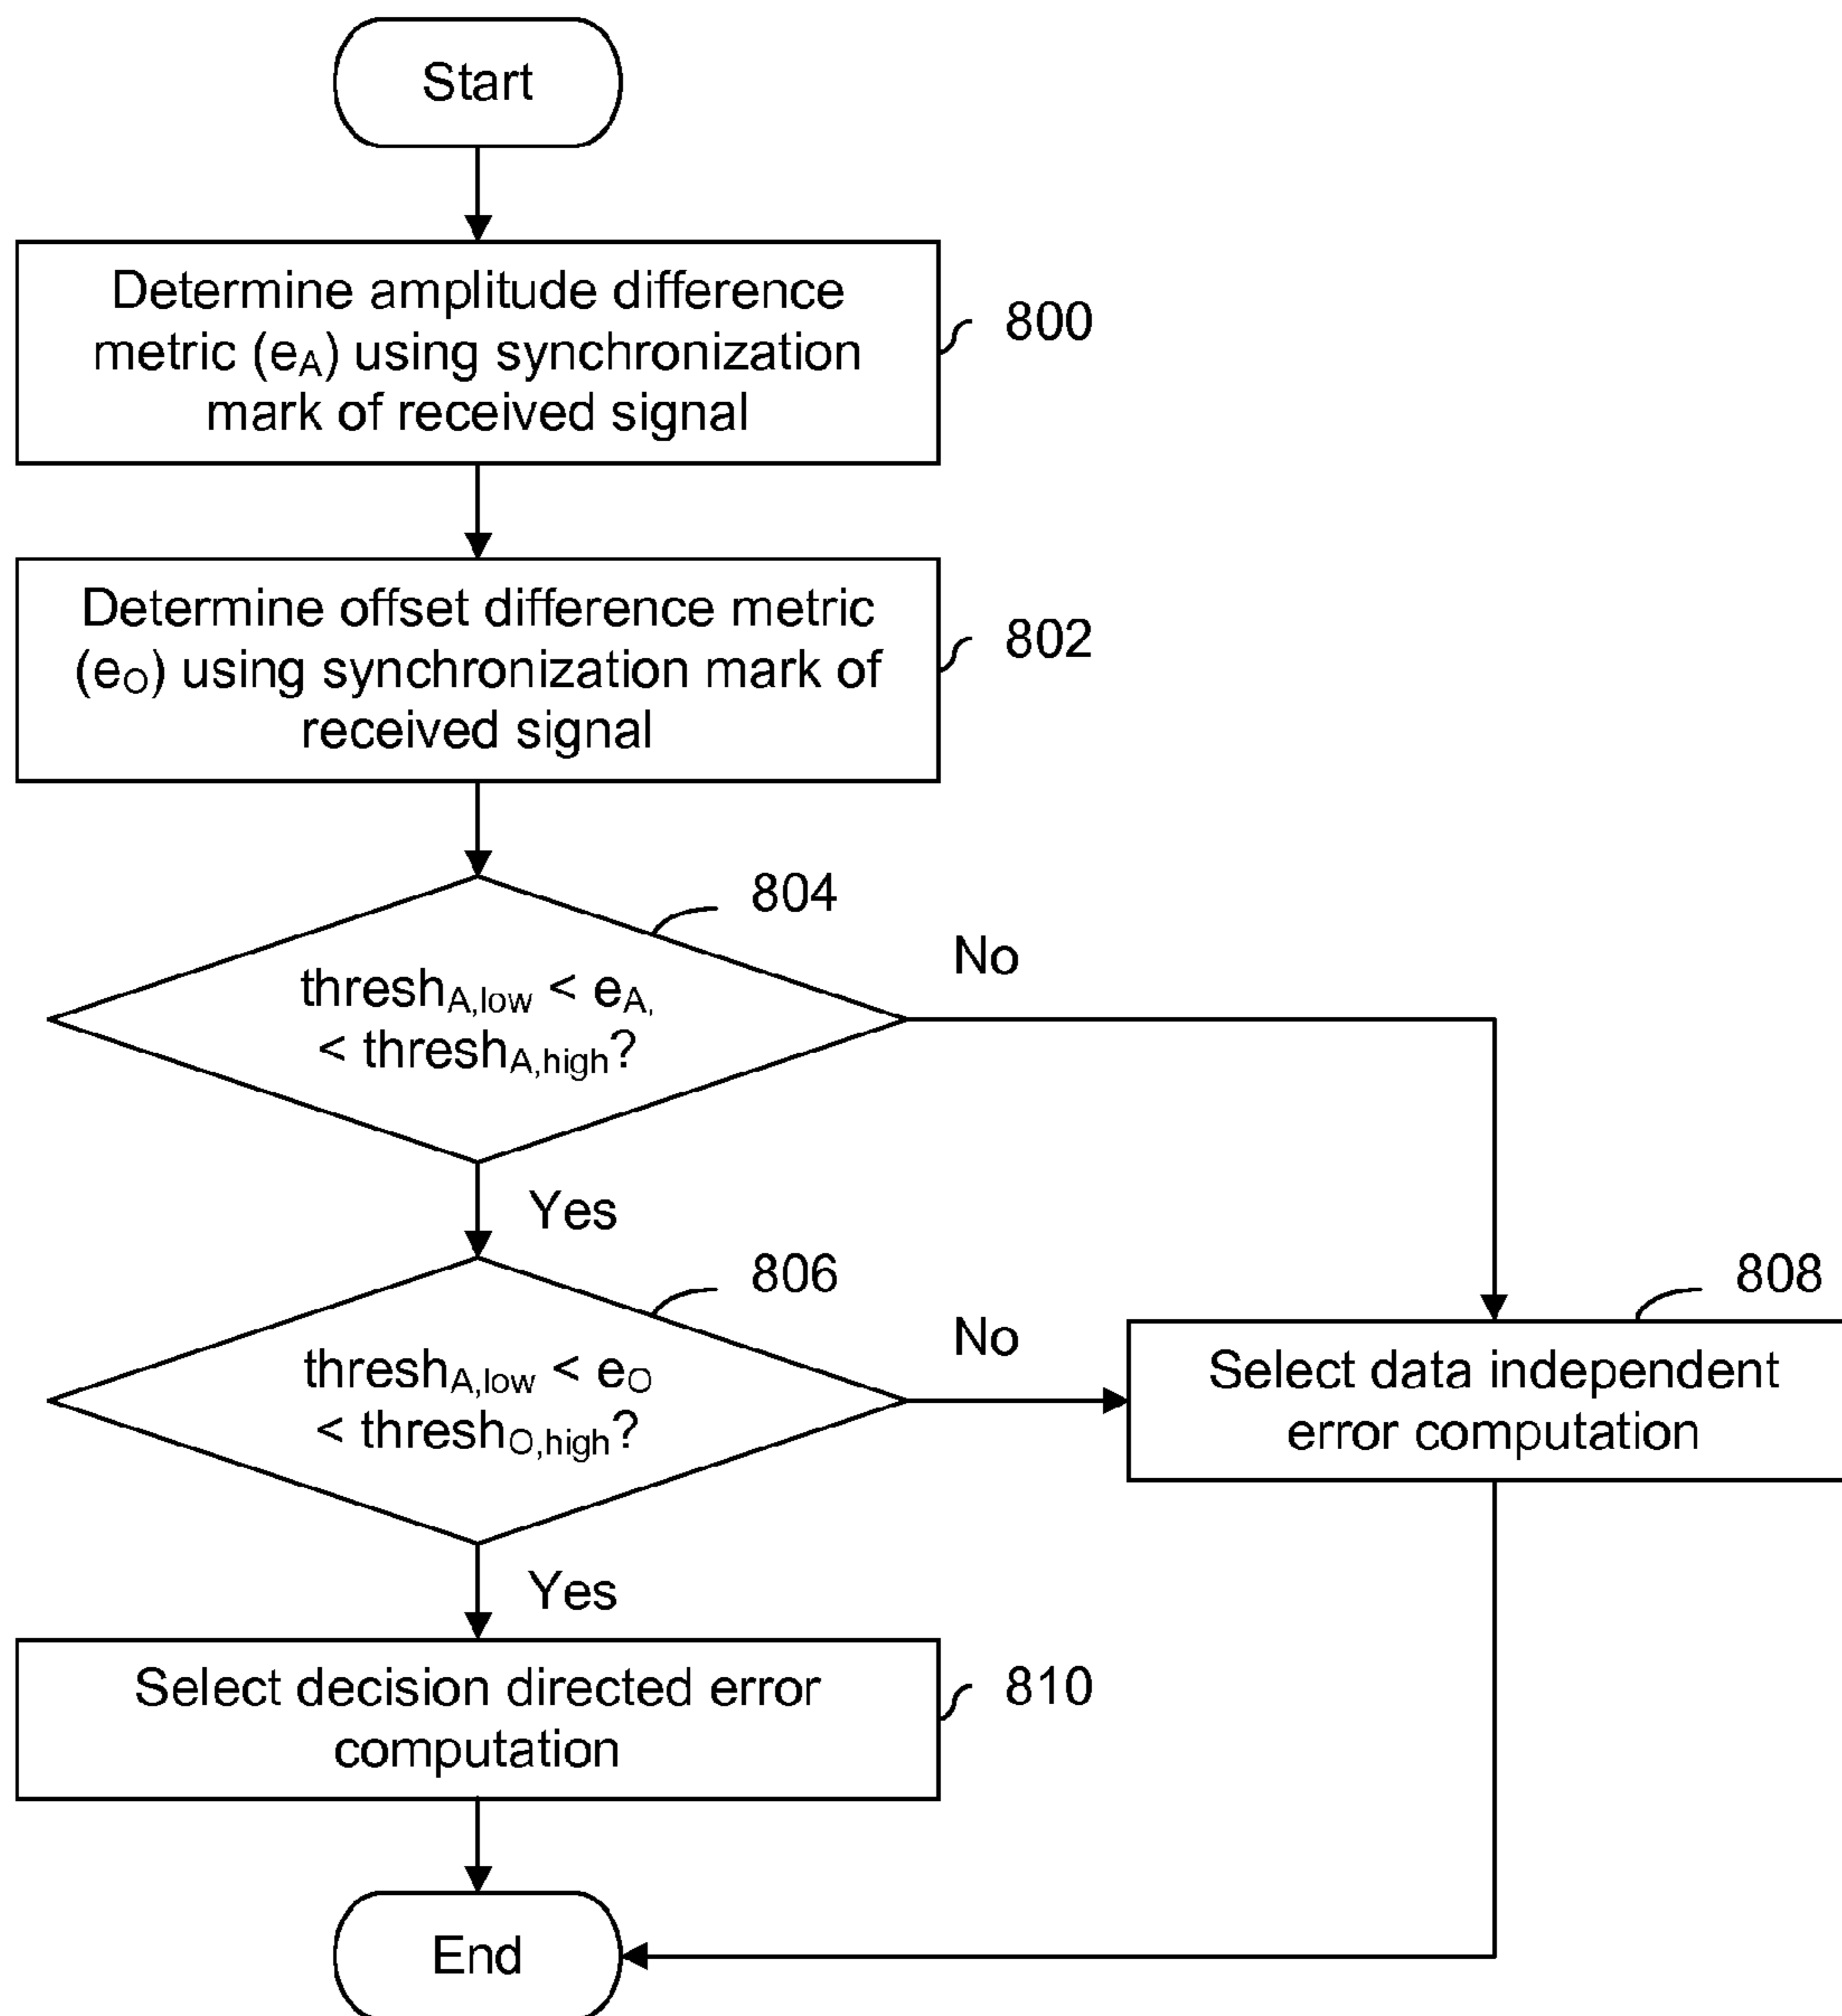 Start
Determine amplitude difference
metric (eA) using synchronization
mark of received signal
800
Determine offset difference metric
(eO) using synchronization mark of
received signal
802
804
threshA,low < eA,
< threshA,high?
No
Yes
806
threshA,low < eO
< threshO,high?
No
808
Select data independent
error computation
Yes
Select decision directed error
computation
810
End